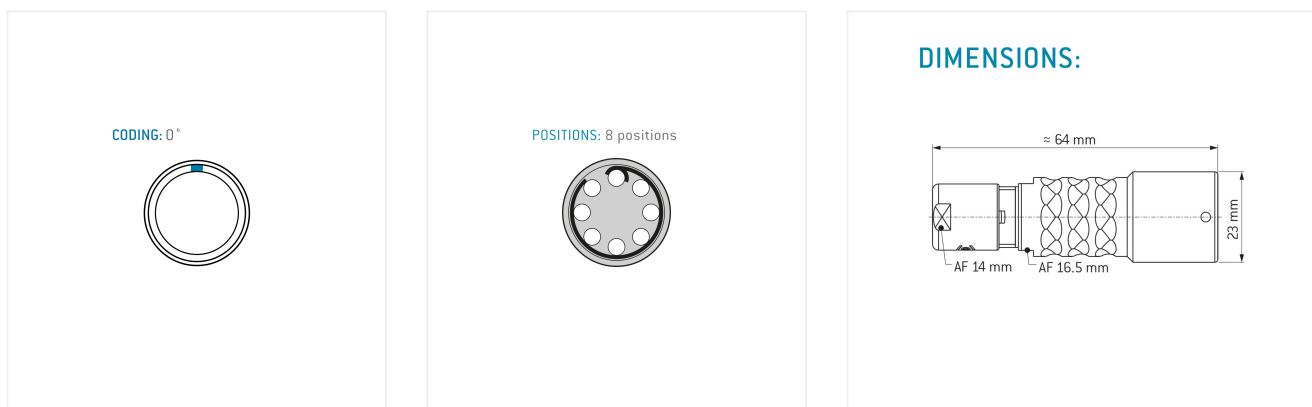 CODING: 0°
POSITIONS: 8 positions
DIMENSIONS:
≈ 64 mm
23 mm
AF 14 mm
AF 16.5 mm